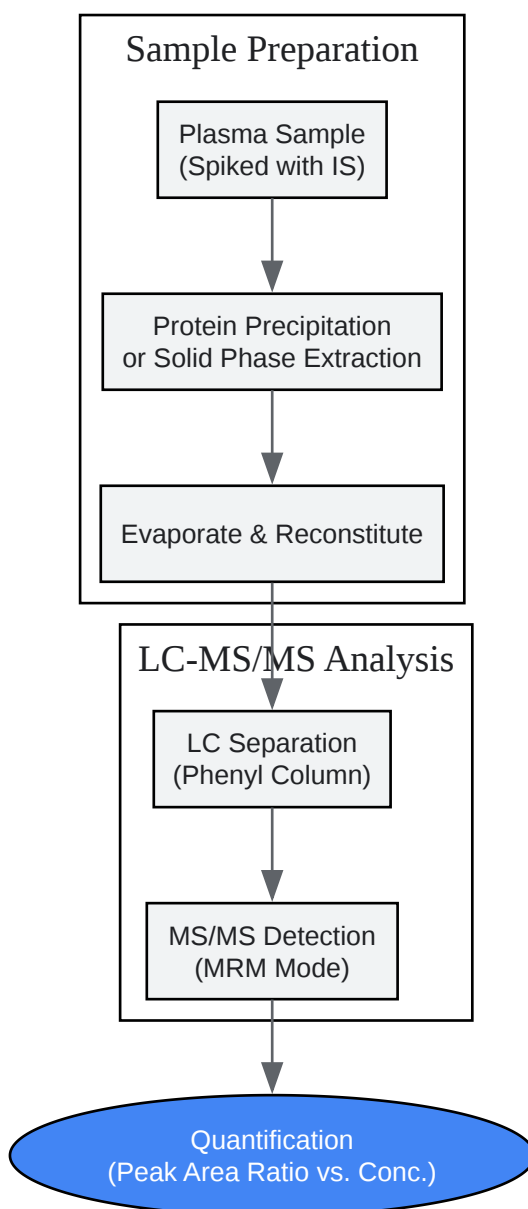 Sample Preparation
Plasma Sample
(Spiked with IS)
Protein Precipitation
or Solid Phase Extraction
Evaporate & Reconstitute
LC-MS/MS Analysis
LC Separation
(Phenyl Column)
MS/MS Detection
(MRM Mode)
Quantification
(Peak Area Ratio vs. Conc.)